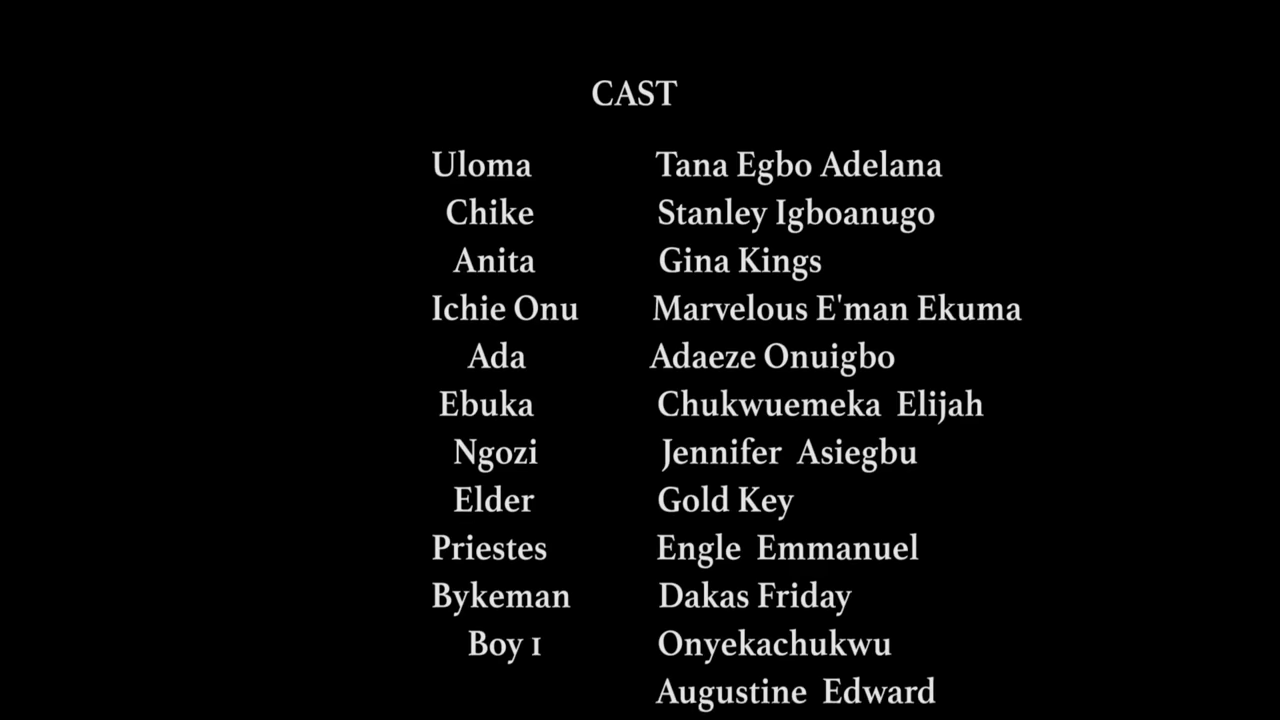 CAST
Uloma Tana Egbo Adelana
Chike Stanley Igboanugo
Anita Gina Kings
Ichie Onu Marvelous E'man Ekuma
Ada Adaeze Onuigbo
Ebuka Chukwuemeka Elijah
Ngozi Jennifer Asiegbu
Elder Gold Key
Priestes Engle Emmanuel
Bykeman Dakas Friday
Boy 1 Onyekachukwu
Augustine Edward